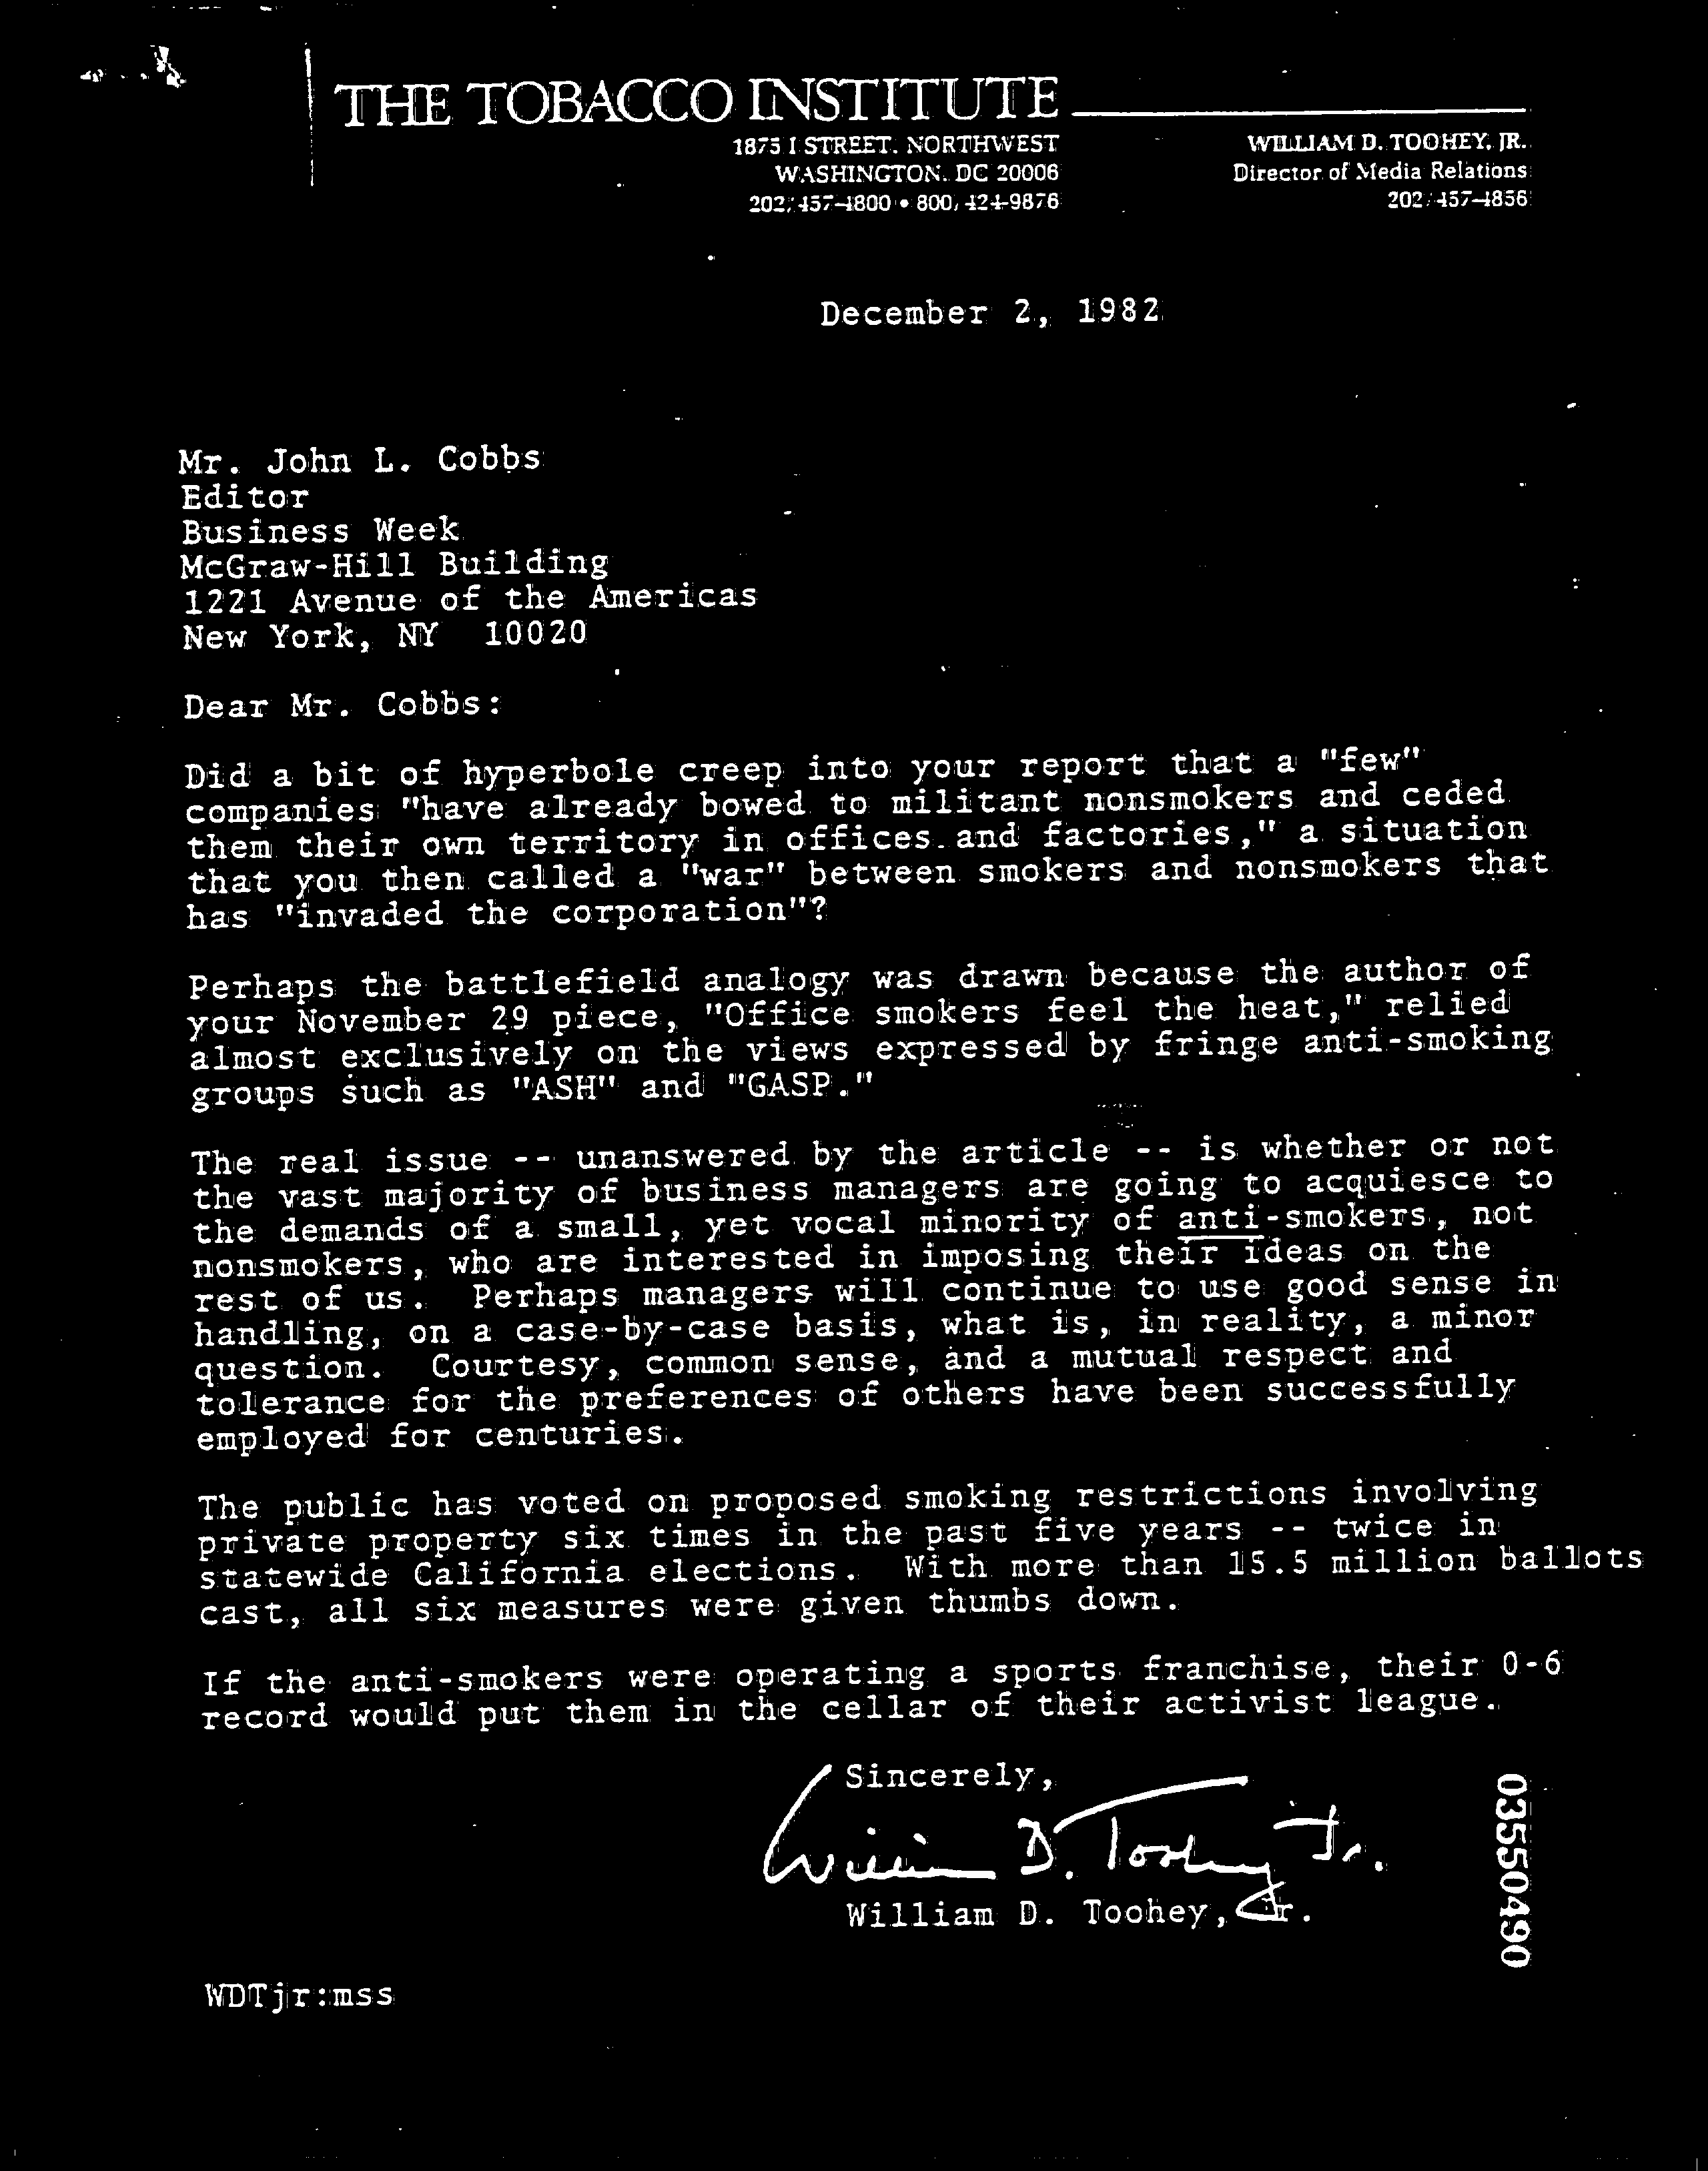 THE TOBACCO INSTITUTE
1875 I STREET, NORTHWEST
WASHINGTON, DC 20006
202/457-4800 • 800/424-9876
WILLIAM D. TOOHEY, JR.
Director of Media Relations
202/457-4856
December 2, 1982
Mr. John L. Cobbs
Editor
Business Week
McGraw-Hill Building
1221 Avenue of the Americas
New York, NY 10020
Dear Mr. Cobbs:
Did a bit of hyperbole creep into your report that a "few"
companies "have already bowed to militant nonsmokers and ceded
them their own territory in offices and factories," a situation
that you then called a "war" between smokers and nonsmokers that
has "invaded the corporation"?
Perhaps the battlefield analogy was drawn because the author of
your November 29 piece, "Office smokers feel the heat," relied
almost exclusively on the views expressed by fringe anti-smoking
groups such as "ASH" and "GASP."
The real issue -- unanswered by the article -- is whether or not
the vast majority of business managers are going to acquiesce to
the demands of a small, yet vocal minority of anti-smokers, not
nonsmokers, who are interested in imposing their ideas on the
rest of us. Perhaps managers will continue to use good sense in
handling, on a case-by-case basis, what is, in reality, a minor
question. Courtesy, common sense, and a mutual respect and
tolerance for the preferences of others have been successfully
employed for centuries.
The public has voted on proposed smoking restrictions involving
private property six times in the past five years -- twice in
statewide California elections. With more than 15.5 million ballots
cast, all six measures were given thumbs down.
If the anti-smokers were operating a sports franchise, their 0-6
record would put them in the cellar of their activist league.
Sincerely,
William D. Toohey Jr.
William D. Toohey, Jr.
03550490
WDTjr:mss